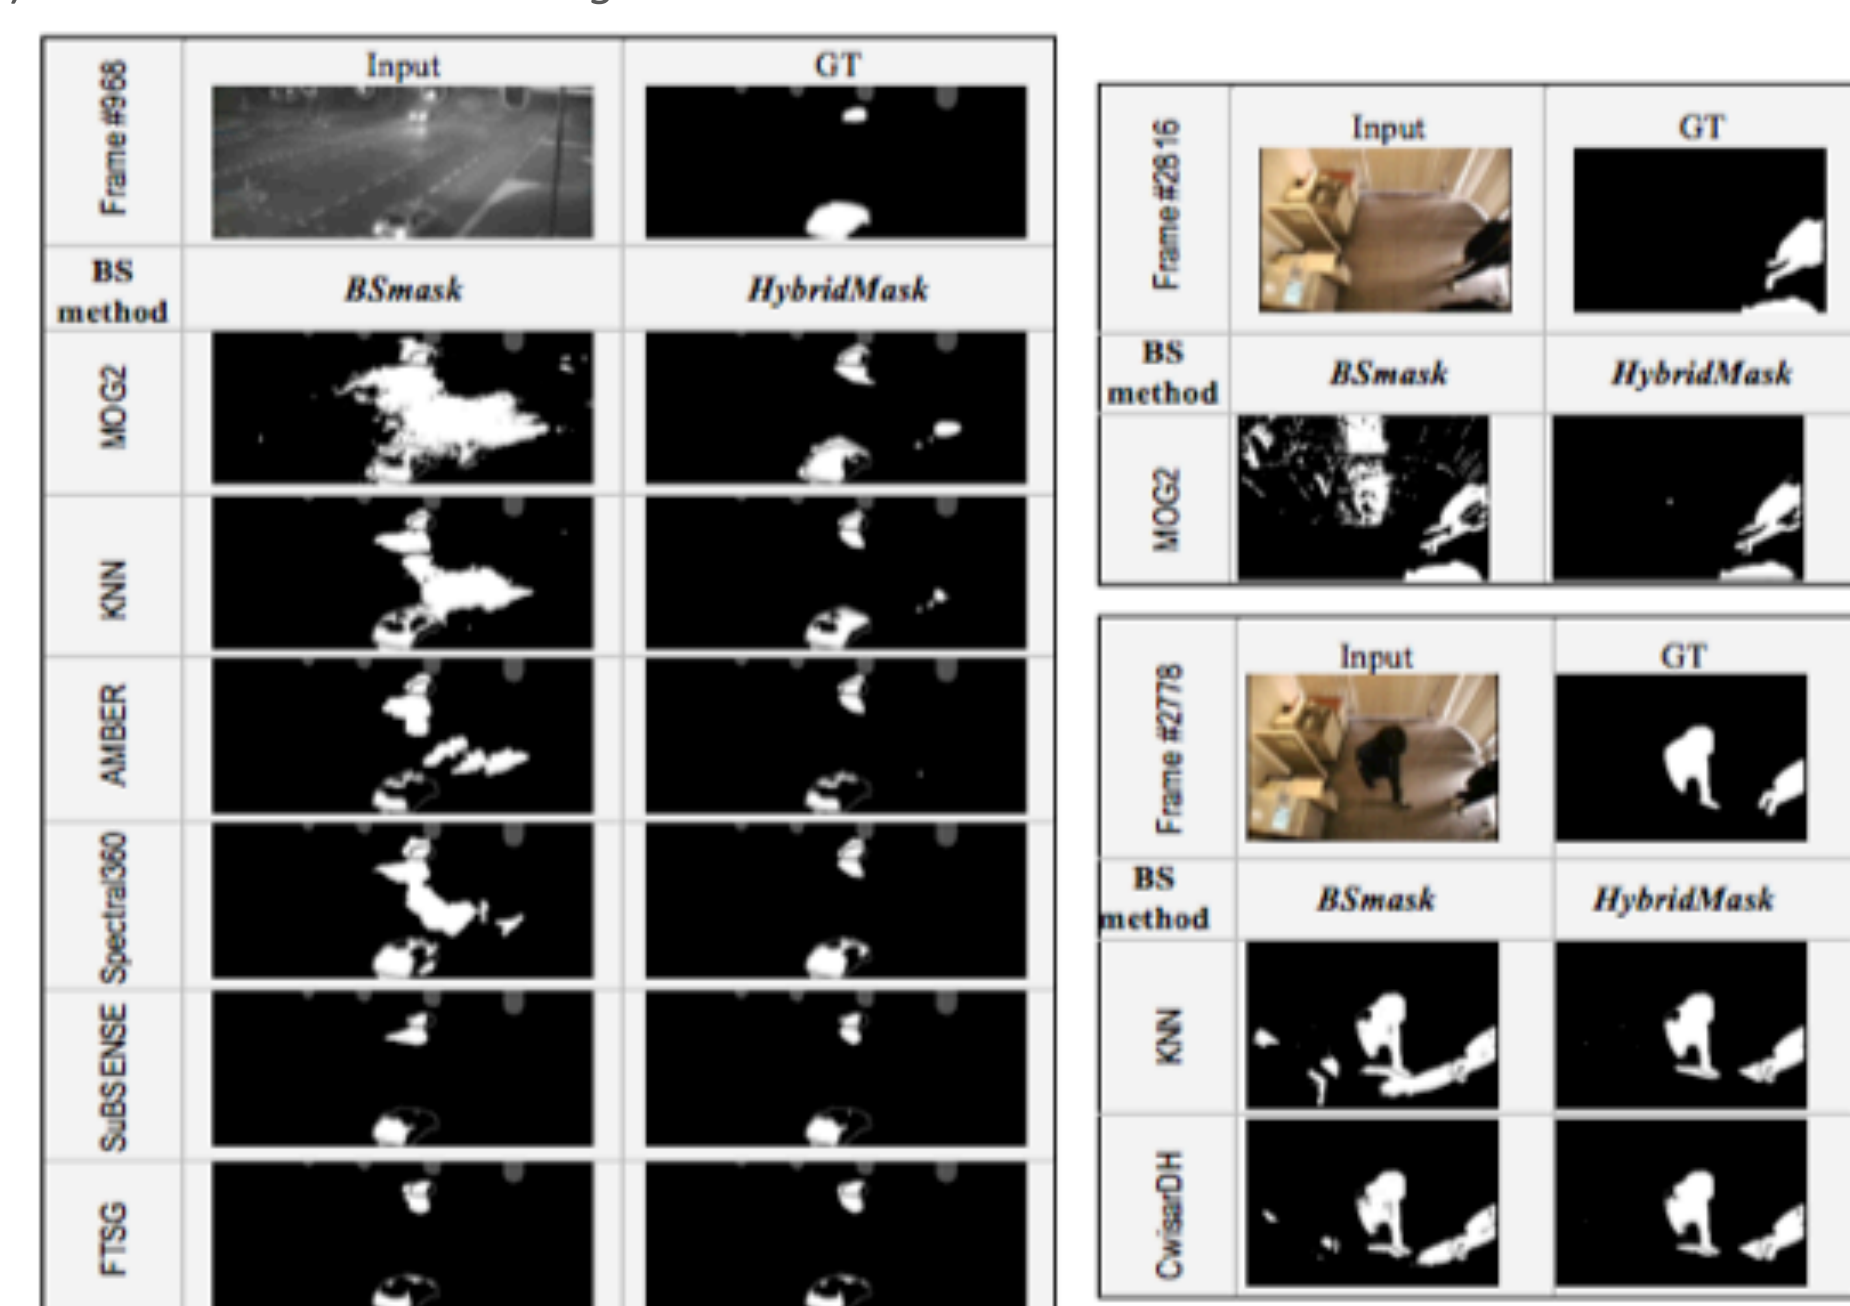 Input GT
Frame #968
BS method BSmask HybridMask
MOG2
KNN
AMBER
Spectral360
SuBSENSE
FTSG
Input GT
Frame #2816
BS method BSmask HybridMask
MOG2
Input GT
Frame #2778
BS method BSmask HybridMask
KNN
CwisarDH